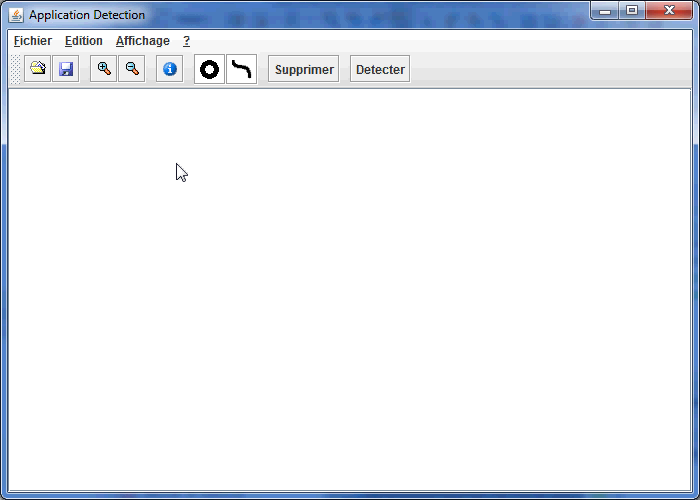 Application Detection
Fichier Edition Affichage ?
Supprimer Detecter